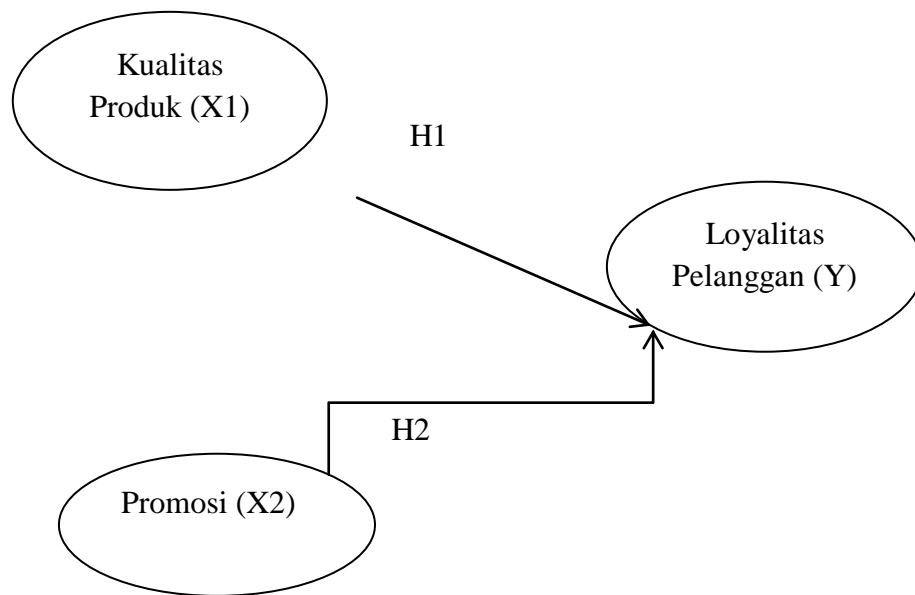 Kualitas
Produk (X1)
H1
Loyalitas
Pelanggan (Y)
H2
Promosi (X2)